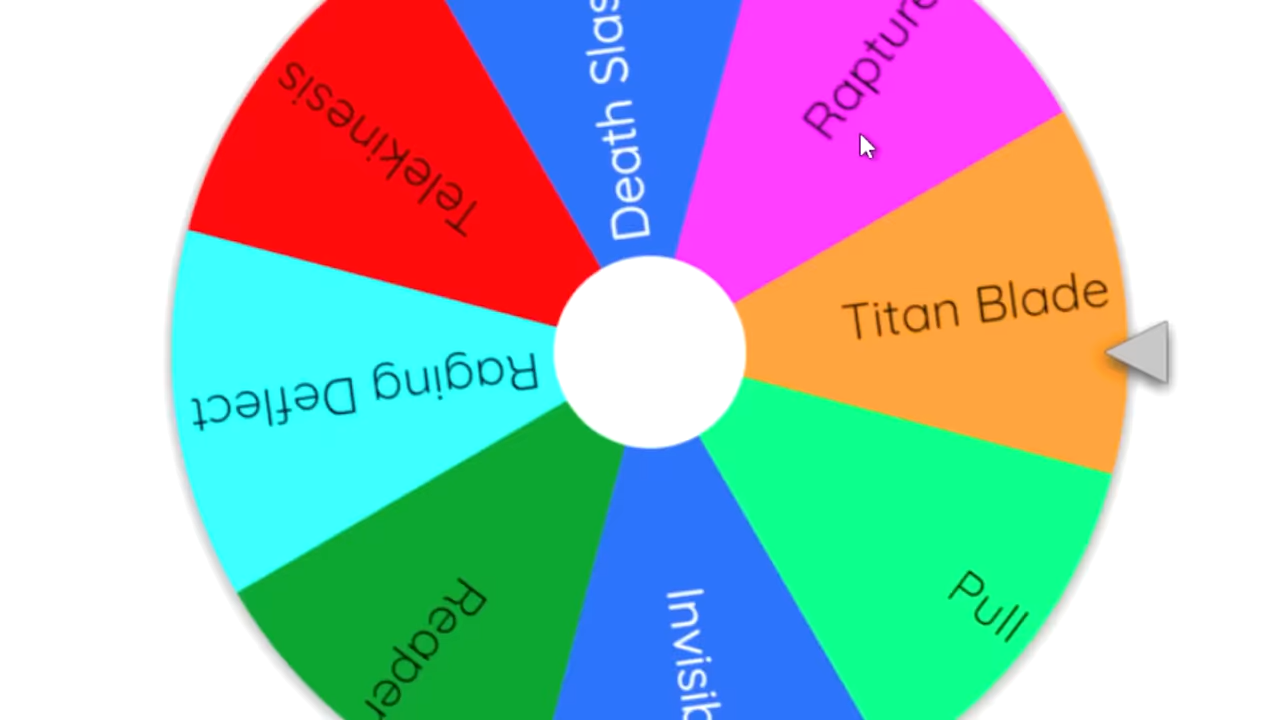 Death Slas
Rapture
Titan Blade
Pull
Invisib
Reaper
Raging Deflect
Telekinesis